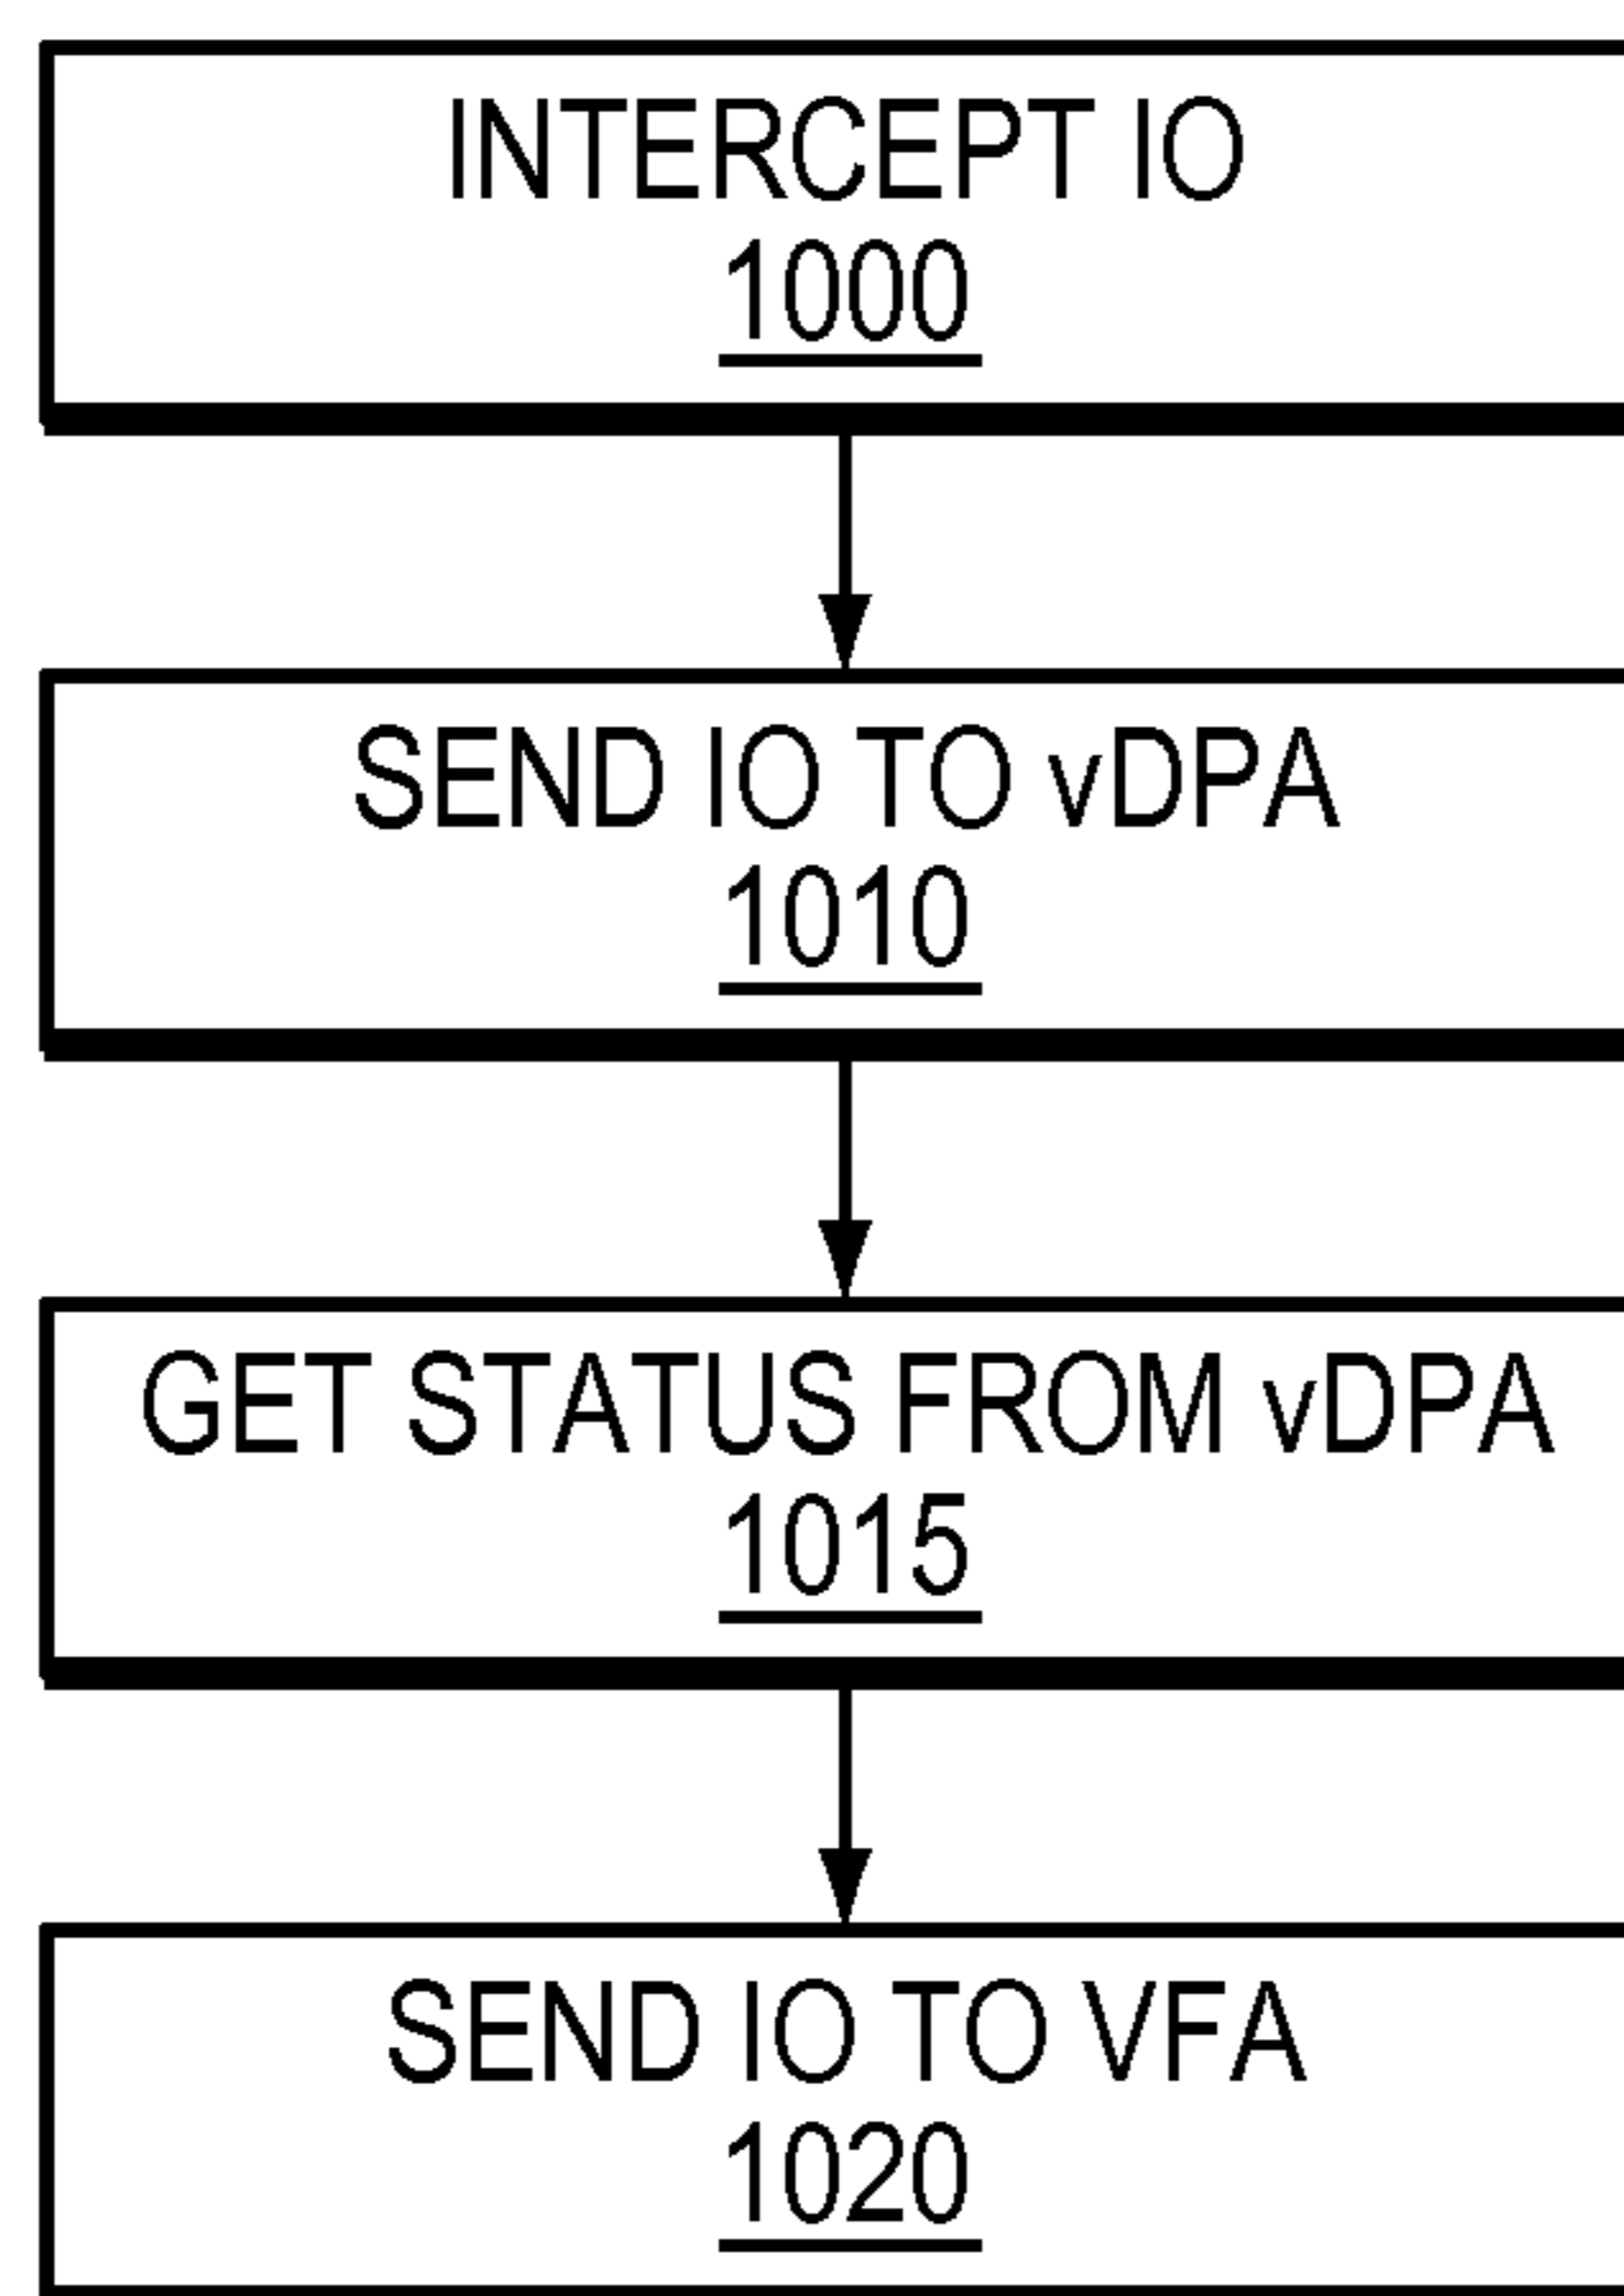 INTERCEPT IO
1000
SEND IO TO vDPA
1010
GET STATUS FROM vDPA
1015
SEND IO TO VFA
1020